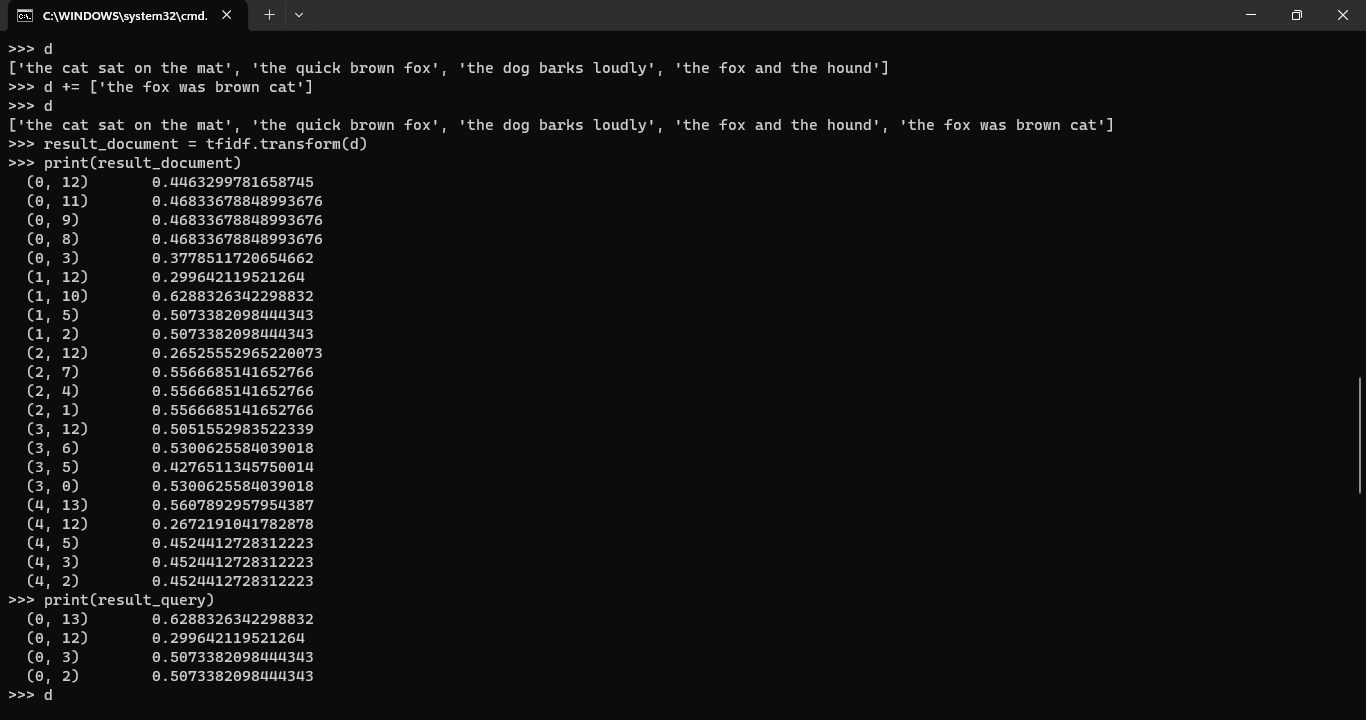 C:\WINDOWS\system32\cmd.
>>> d
['the cat sat on the mat', 'the quick brown fox', 'the dog barks loudly', 'the fox and the hound']
>>> d += ['the fox was brown cat']
>>> d
['the cat sat on the mat', 'the quick brown fox', 'the dog barks loudly', 'the fox and the hound', 'the fox was brown cat']
>>> result_document = tfidf.transform(d)
>>> print(result_document)
  (0, 12)       0.4463299781658745
  (0, 11)       0.46833678848993676
  (0, 9)        0.46833678848993676
  (0, 8)        0.46833678848993676
  (0, 3)        0.3778511720654662
  (1, 12)       0.299642119521264
  (1, 10)       0.6288326342298832
  (1, 5)        0.5073382098444343
  (1, 2)        0.5073382098444343
  (2, 12)       0.26525552965220073
  (2, 7)        0.5566685141652766
  (2, 4)        0.5566685141652766
  (2, 1)        0.5566685141652766
  (3, 12)       0.5051552983522339
  (3, 6)        0.5300625584039018
  (3, 5)        0.4276511345750014
  (3, 0)        0.5300625584039018
  (4, 13)       0.5607892957954387
  (4, 12)       0.2672191041782878
  (4, 5)        0.4524412728312223
  (4, 3)        0.4524412728312223
  (4, 2)        0.4524412728312223
>>> print(result_query)
  (0, 13)       0.6288326342298832
  (0, 12)       0.299642119521264
  (0, 3)        0.5073382098444343
  (0, 2)        0.5073382098444343
>>> d